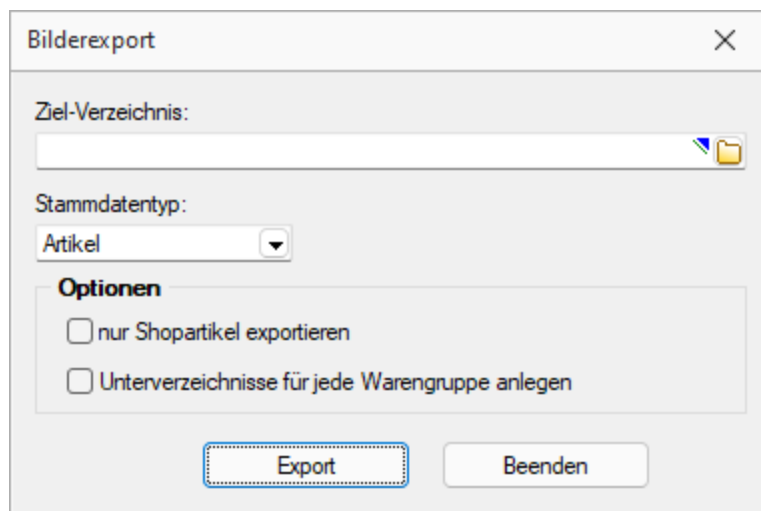 Bilderexport
Ziel-Verzeichnis:
Stammdatentyp:
Artikel
Optionen
nur Shopartikel exportieren
Unterverzeichnisse für jede Warengruppe anlegen
Export Beenden